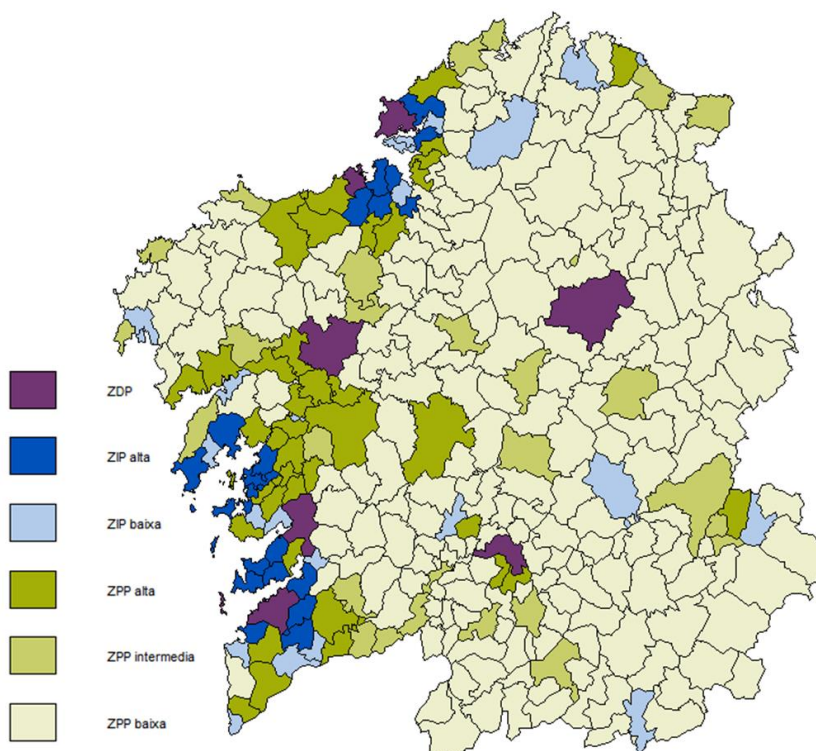 ZDP
ZIP alta
ZIP baixa
ZPP alta
ZPP intermedia
ZPP baixa